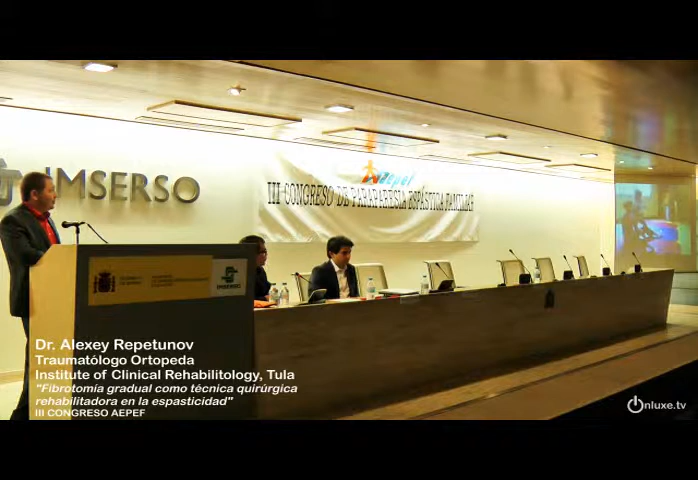 IMSERSO
aepef
III CONGRESO DE PARAPARESIA ESPÁSTICA FAMILIAR
IMSERSO
Dr. Alexey Repetunov
Traumatólogo Ortopeda
Institute of Clinical Rehabilitology, Tula
"Fibrotomía gradual como técnica quirúrgica
rehabilitadora en la espasticidad"
III CONGRESO AEPEF
onluxe.tv